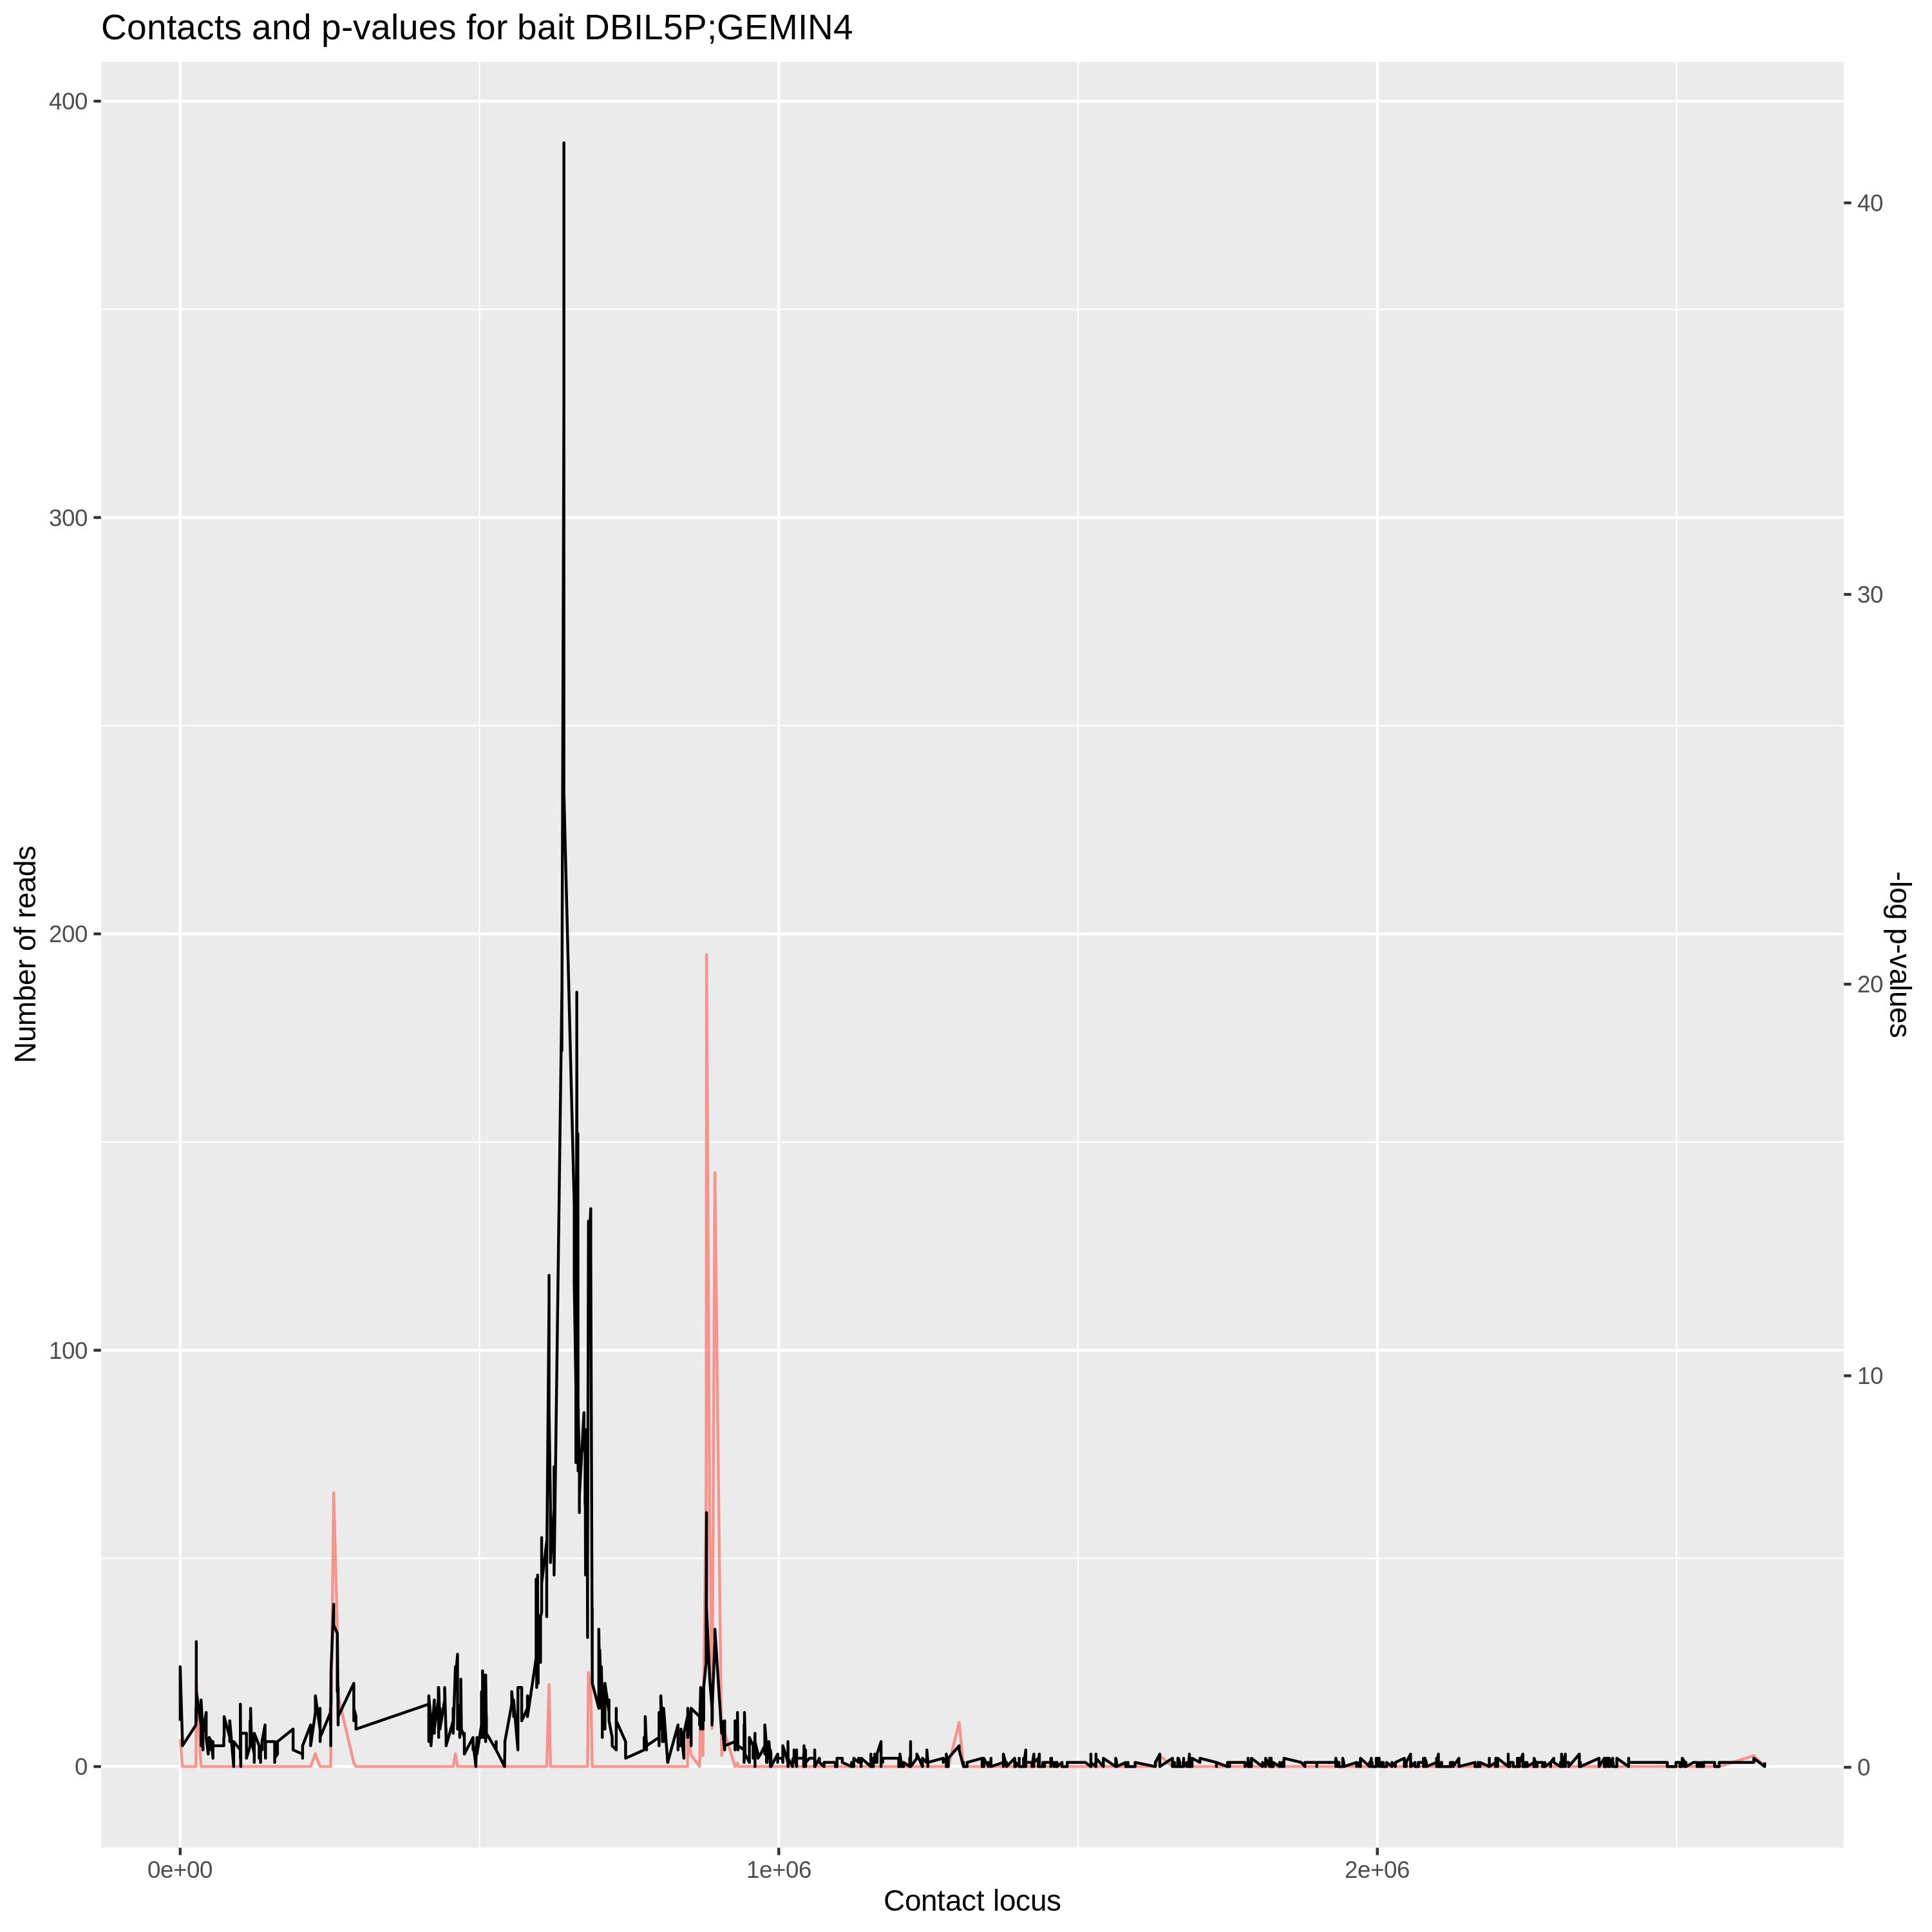 Contacts and p-values for bait DBIL5P;GEMIN4
400
300
200
100
0
Number of reads
40
30
20
10
0
-log p-values
0e+00
1e+06
2e+06
Contact locus